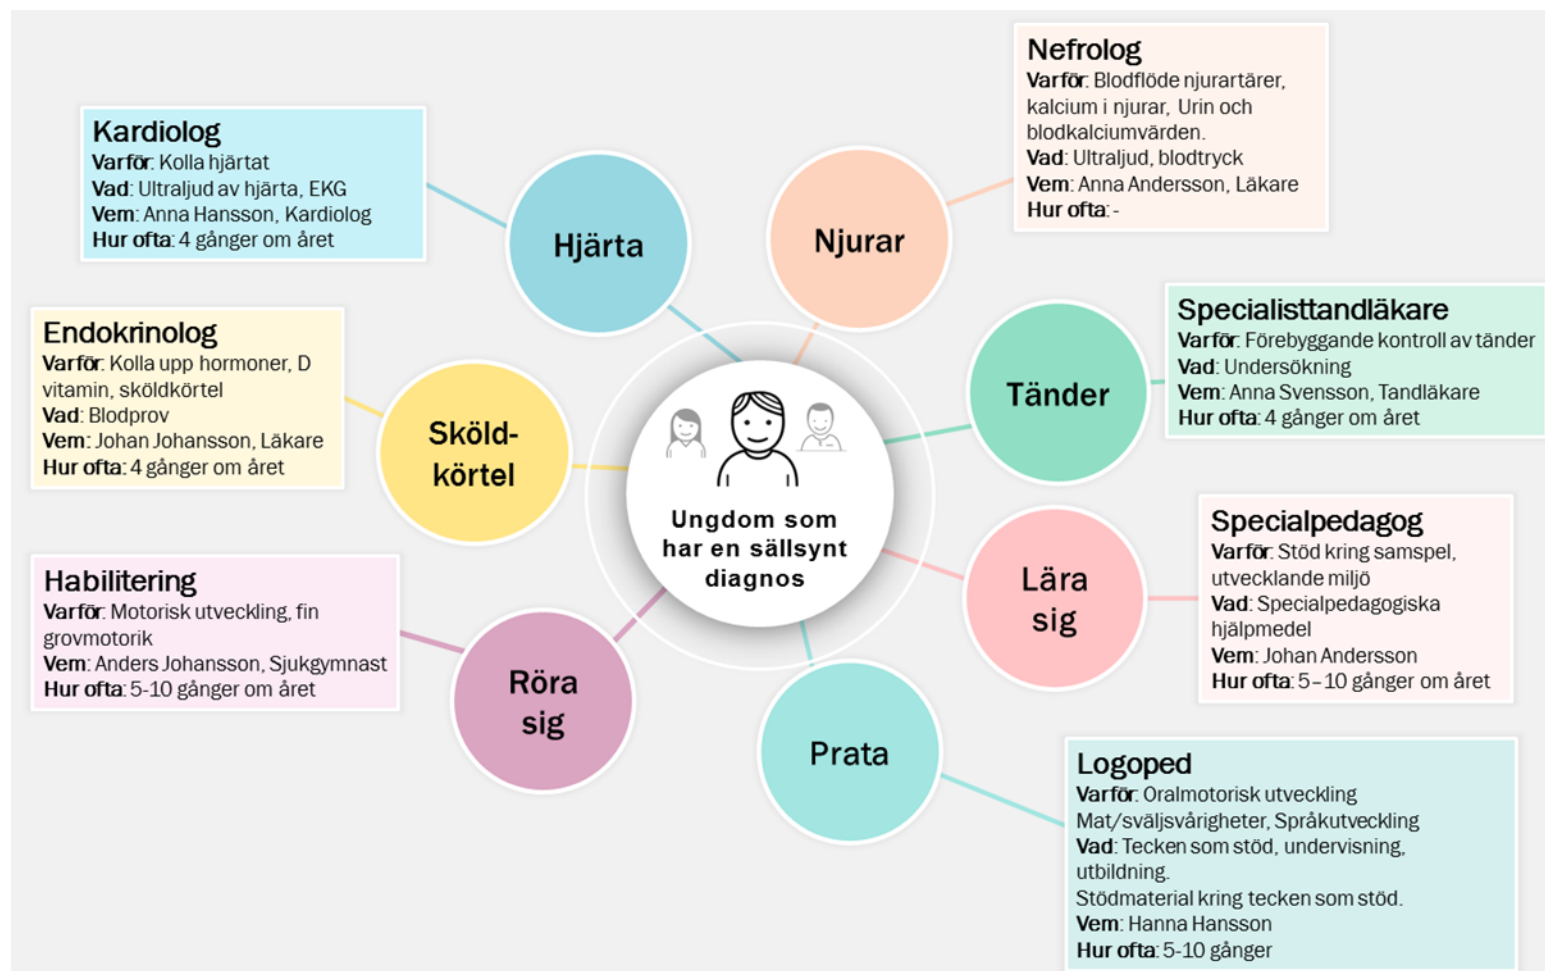 Kardiolog
Varför: Kolla hjärtat
Vad: Ultraljud av hjärta, EKG
Vem: Anna Hansson, Kardiolog
Hur ofta: 4 gånger om året
Hjärta
Nefrolog
Varför: Blodflöde njurartärer,
kalcium i njurar, Urin och
blodkalciumvärden.
Vad: Ultraljud, blodtryck
Vem: Anna Andersson, Läkare
Hur ofta: -
Njurar
Endokrinolog
Varför: Kolla upp hormoner, D
vitamin, sköldkörtel
Vad: Blodprov
Vem: Johan Johansson, Läkare
Hur ofta: 4 gånger om året
Sköld-
körtel
Specialisttandläkare
Varför: Förebyggande kontroll av tänder
Vad: Undersökning
Vem: Anna Svensson, Tandläkare
Hur ofta: 4 gånger om året
Tänder
Ungdom som
har en sällsynt
diagnos
Habilitering
Varför: Motorisk utveckling, fin
grovmotorik
Vem: Anders Johansson, Sjukgymnast
Hur ofta: 5-10 gånger om året
Röra
sig
Specialpedagog
Varför: Stöd kring samspel,
utvecklande miljö
Vad: Specialpedagogiska
hjälpmedel
Vem: Johan Andersson
Hur ofta: 5–10 gånger om året
Lära
sig
Prata
Logoped
Varför: Oralmotorisk utveckling
Mat/sväljsvårigheter, Språkutveckling
Vad: Tecken som stöd, undervisning,
utbildning.
Stödmaterial kring tecken som stöd.
Vem: Hanna Hansson
Hur ofta: 5-10 gånger